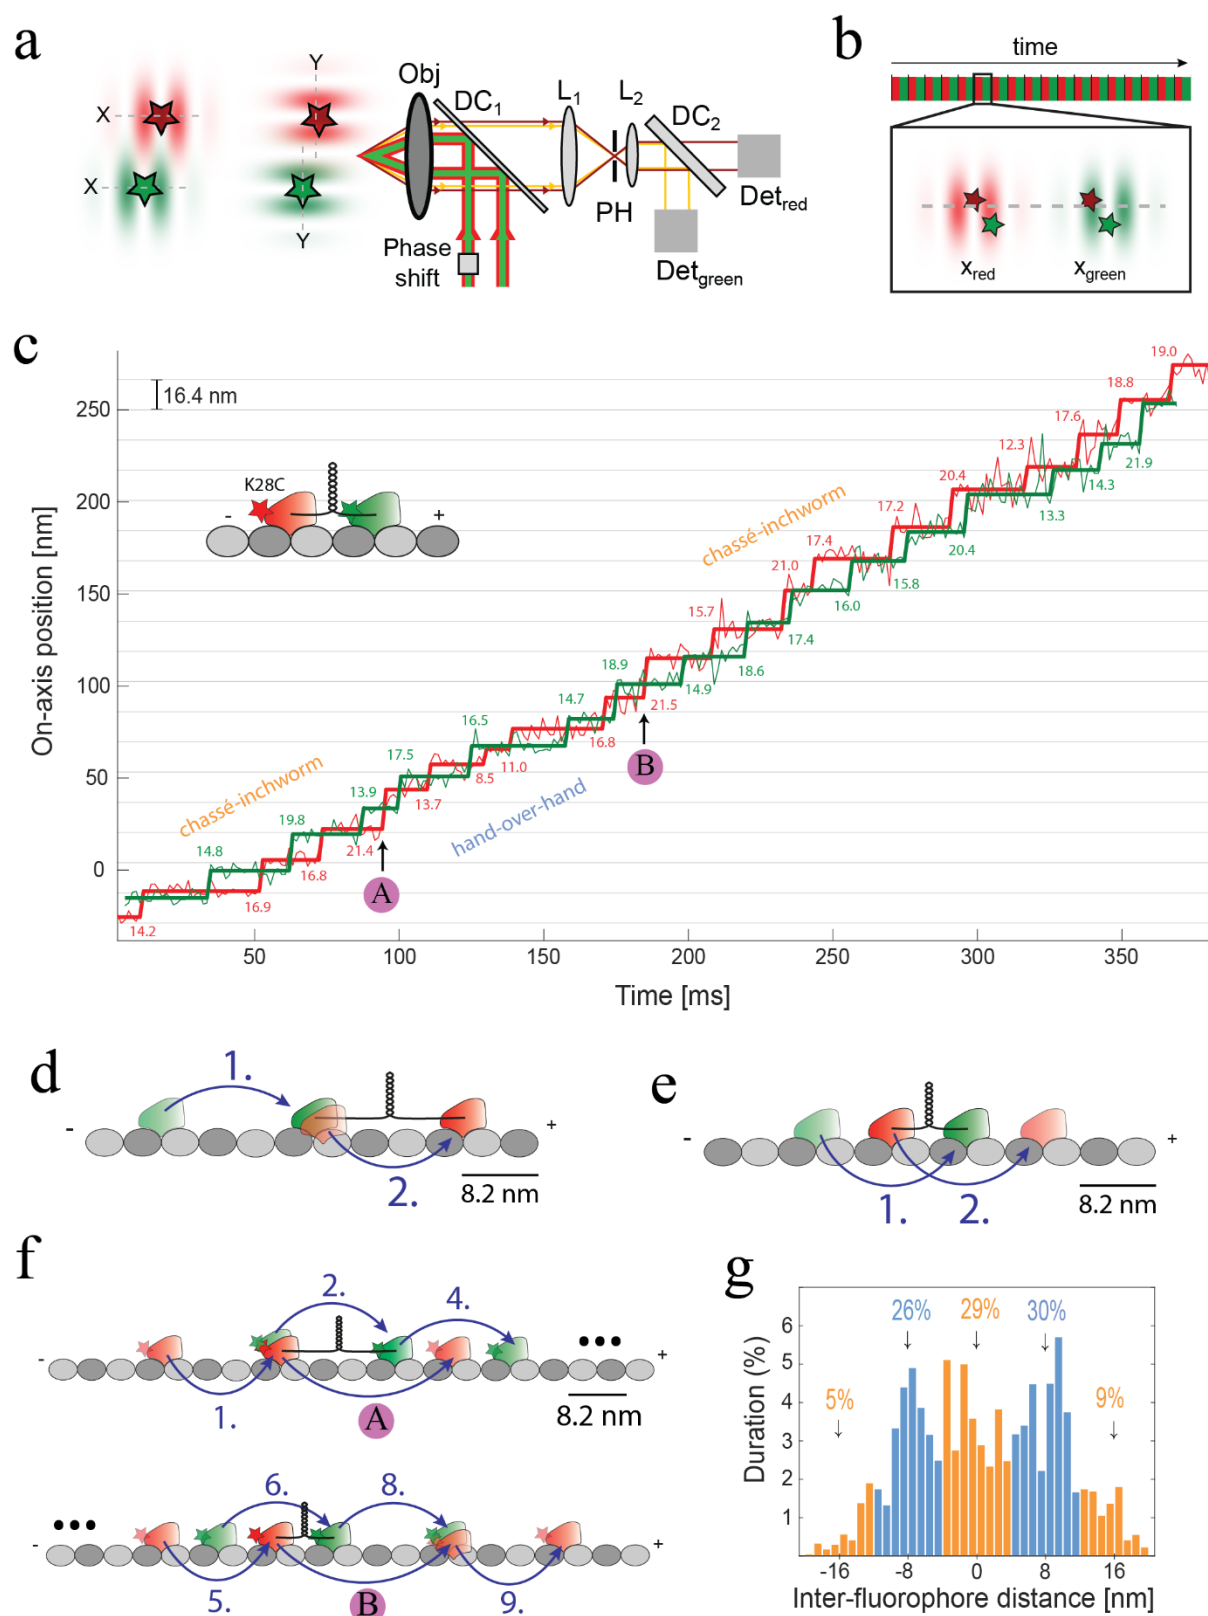 a
X
X
Y
Y
Obj
DC1
L1
L2
DC2
PH
Phase
shift
Detred
Detgreen
b
time
xred
xgreen
c
On-axis position [nm]
250
200
150
100
50
0
16.4 nm
K28C
-
+
chassé-inchworm
hand-over-hand
chassé-inchworm
14.2
14.8
16.9
19.8
16.8
13.9
21.4
17.5
13.7
16.5
8.5
11.0
14.7
16.8
18.9
21.5
14.9
15.7
18.6
21.0
17.4
17.4
16.0
17.2
15.8
20.4
20.4
12.3
13.3
17.6
14.3
18.8
21.9
19.0
A
B
50
100
150
200
250
300
350
Time [ms]
d
1.
2.
-
+
8.2 nm
e
1.
2.
-
+
8.2 nm
f
2.
4.
1.
A
-
+
8.2 nm
6.
8.
5.
B
9.
-
+
g
Duration (%)
6
5
4
3
2
1
5%
26%
29%
30%
9%
-16
-8
0
8
16
Inter-fluorophore distance [nm]